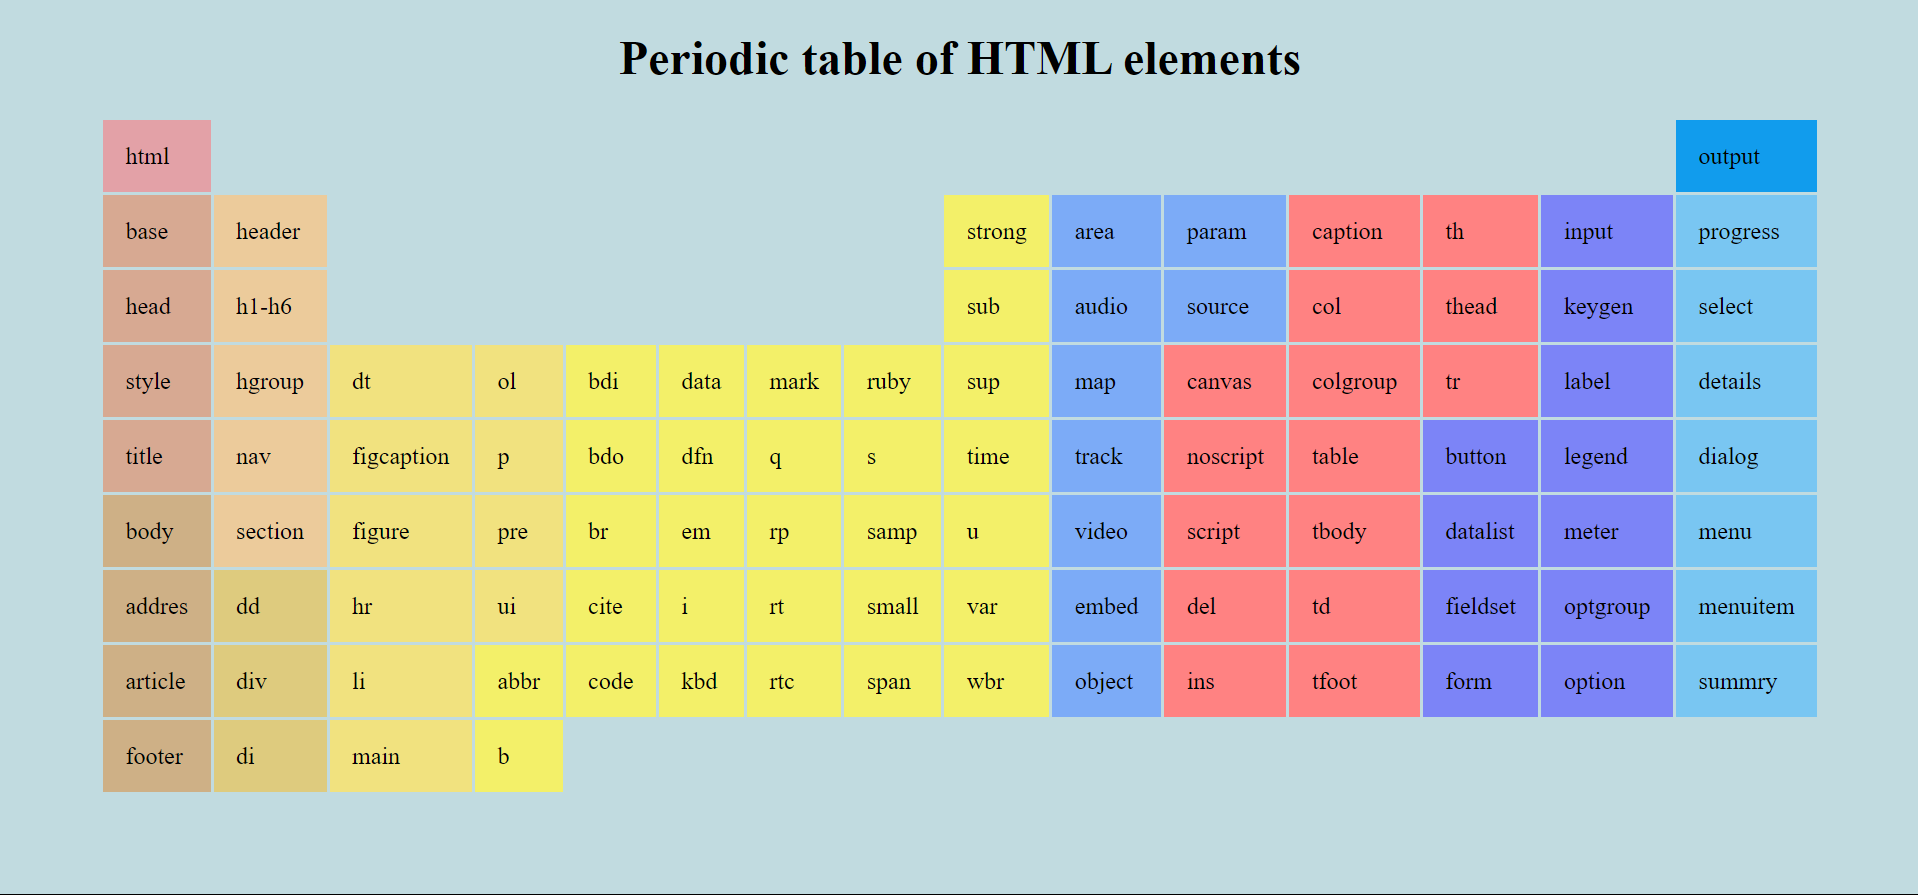 Periodic table of HTML elements
html output
base header strong area param caption th input progress
head h1-h6 sub audio source col thead keygen select
style hgroup dt ol bdi data mark ruby sup map canvas colgroup tr label details
title nav figcaption p bdo dfn q s time track noscript table button legend dialog
body section figure pre br em rp samp u video script tbody datalist meter menu
addres dd hr ui cite i rt small var embed del td fieldset optgroup menuitem
article div li abbr code kbd rtc span wbr object ins tfoot form option summry
footer di main b